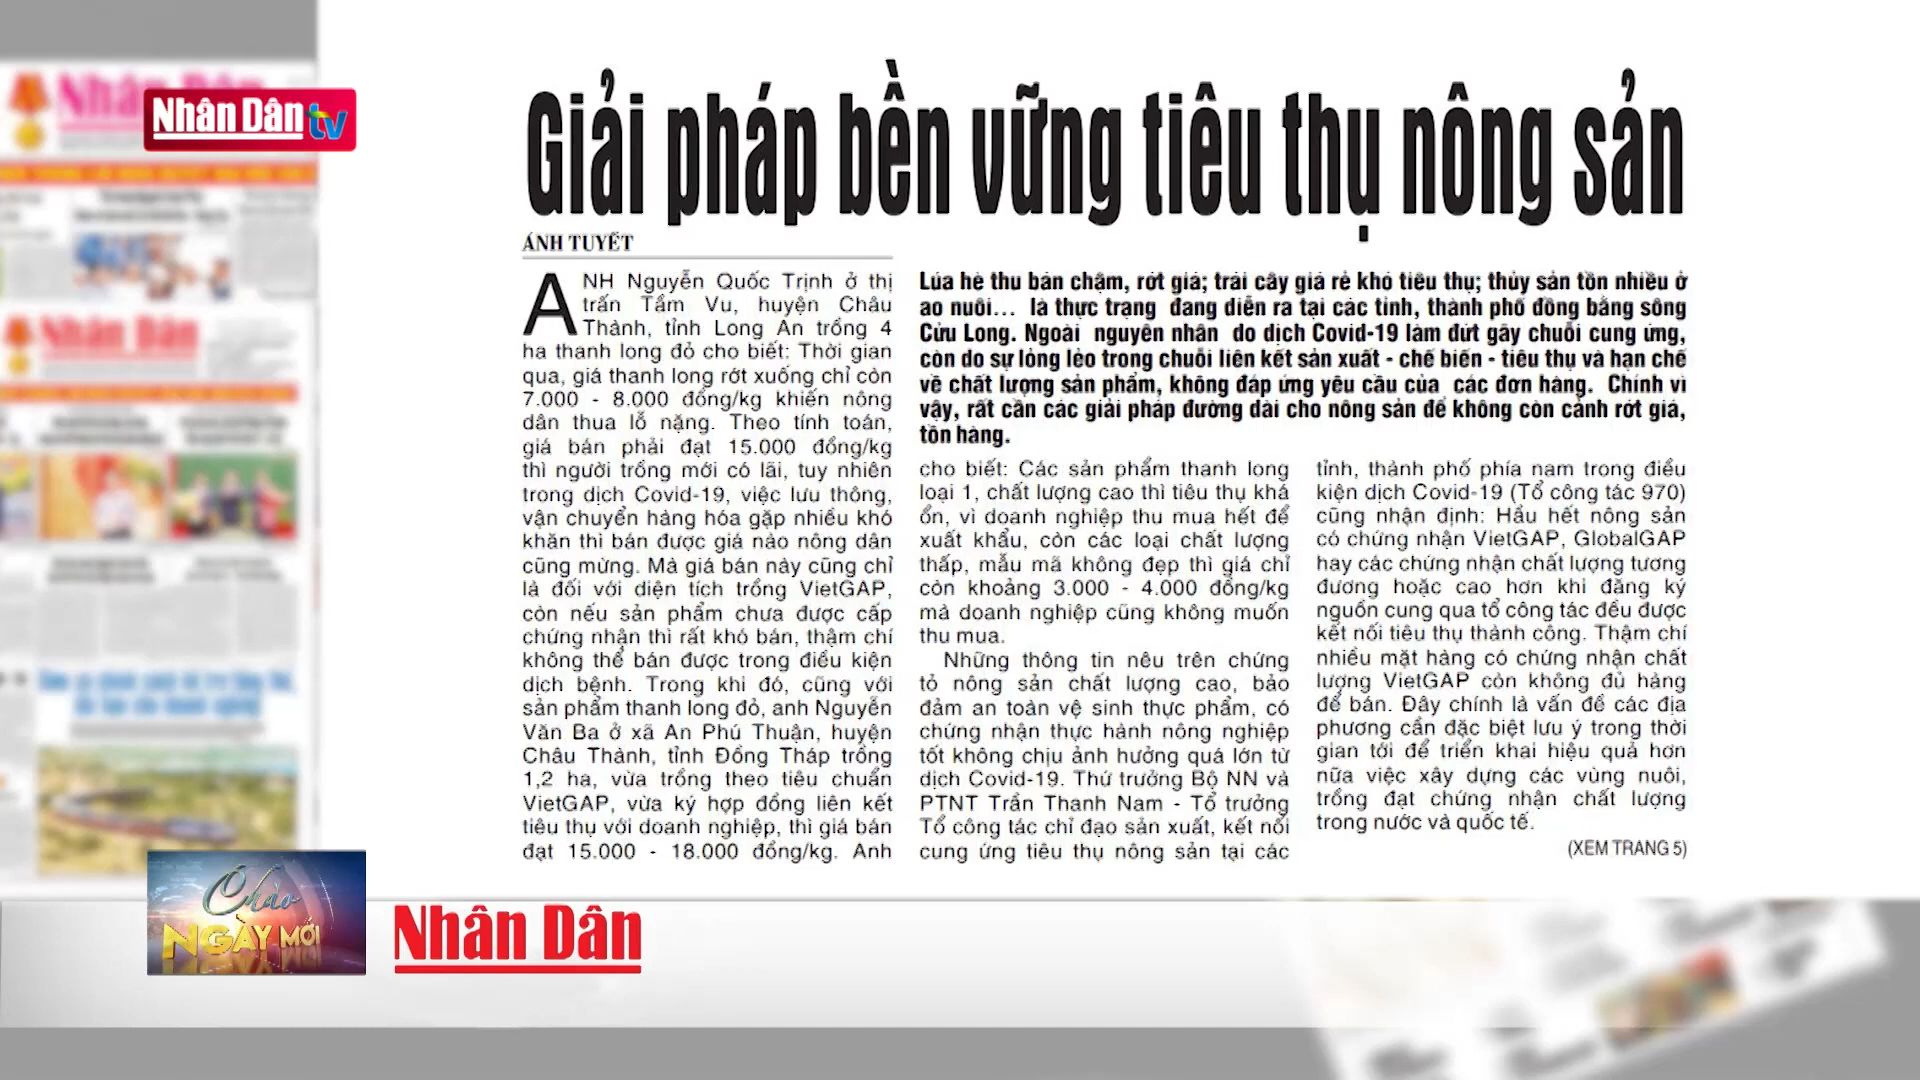 Nhân Dân tv
Giải pháp bền vững tiêu thụ nông sản
ÁNH TUYẾT
ANH Nguyễn Quốc Trịnh ở thị
trấn Tầm Vu, huyện Châu
Thành, tỉnh Long An trồng 4
ha thanh long đỏ cho biết: Thời gian
qua, giá thanh long rớt xuống chỉ còn
7.000 - 8.000 đồng/kg khiến nông
dân thua lỗ nặng. Theo tính toán,
giá bán phải đạt 15.000 đồng/kg
thì người trồng mới có lãi, tuy nhiên
trong dịch Covid-19, việc lưu thông,
vận chuyển hàng hóa gặp nhiều khó
khăn thì bán được giá nào nông dân
cũng mừng. Mà giá bán này cũng chỉ
là đối với diện tích trồng VietGAP,
còn nếu sản phẩm chưa được cấp
chứng nhận thì rất khó bán, thậm chí
không thể bán được trong điều kiện
dịch bệnh. Trong khi đó, cũng với
sản phẩm thanh long đỏ, anh Nguyễn
Văn Ba ở xã An Phú Thuận, huyện
Châu Thành, tỉnh Đồng Tháp trồng
1,2 ha, vừa trồng theo tiêu chuẩn
VietGAP, vừa ký hợp đồng liên kết
tiêu thụ với doanh nghiệp, thì giá bán
đạt 15.000 - 18.000 đồng/kg. Anh
Lúa hè thu bán chậm, rớt giá; trái cây giá rẻ khó tiêu thụ; thủy sản tồn nhiều ở
ao nuôi... là thực trạng đang diễn ra tại các tỉnh, thành phố đồng bằng sông
Cửu Long. Ngoài nguyên nhân do dịch Covid-19 làm đứt gãy chuỗi cung ứng,
còn do sự lỏng lẻo trong chuỗi liên kết sản xuất - chế biến - tiêu thụ và hạn chế
về chất lượng sản phẩm, không đáp ứng yêu cầu của các đơn hàng. Chính vì
vậy, rất cần các giải pháp đường dài cho nông sản để không còn cảnh rớt giá,
tồn hàng.
cho biết: Các sản phẩm thanh long
loại 1, chất lượng cao thì tiêu thụ khá
ổn, vì doanh nghiệp thu mua hết để
xuất khẩu, còn các loại chất lượng
thấp, mẫu mã không đẹp thì giá chỉ
còn khoảng 3.000 - 4.000 đồng/kg
mà doanh nghiệp cũng không muốn
thu mua.
Những thông tin nêu trên chứng
tỏ nông sản chất lượng cao, bảo
đảm an toàn vệ sinh thực phẩm, có
chứng nhận thực hành nông nghiệp
tốt không chịu ảnh hưởng quá lớn từ
dịch Covid-19. Thứ trưởng Bộ NN và
PTNT Trần Thanh Nam - Tổ trưởng
Tổ công tác chỉ đạo sản xuất, kết nối
cung ứng tiêu thụ nông sản tại các
tỉnh, thành phố phía nam trong điều
kiện dịch Covid-19 (Tổ công tác 970)
cũng nhận định: Hầu hết nông sản
có chứng nhận VietGAP, GlobalGAP
hay các chứng nhận chất lượng tương
đương hoặc cao hơn khi đăng ký
nguồn cung qua tổ công tác đều được
kết nối tiêu thụ thành công. Thậm chí
nhiều mặt hàng có chứng nhận chất
lượng VietGAP còn không đủ hàng
để bán. Đây chính là vấn đề các địa
phương cần đặc biệt lưu ý trong thời
gian tới để triển khai hiệu quả hơn
nữa việc xây dựng các vùng nuôi,
trồng đạt chứng nhận chất lượng
trong nước và quốc tế.
(XEM TRANG 5)
Nhân Dân
Nhân Dân
Chào
NGÀY MỚI
Nhân Dân